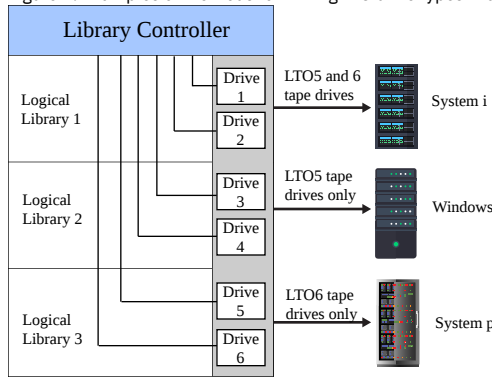 Library Controller
Logical
Library 1
Drive
1
Drive
2
LTO5 and 6
tape drives
System i
Logical
Library 2
Drive
3
Drive
4
LTO5 tape
drives only
Windows
Logical
Library 3
Drive
5
Drive
6
LTO6 tape
drives only
System p